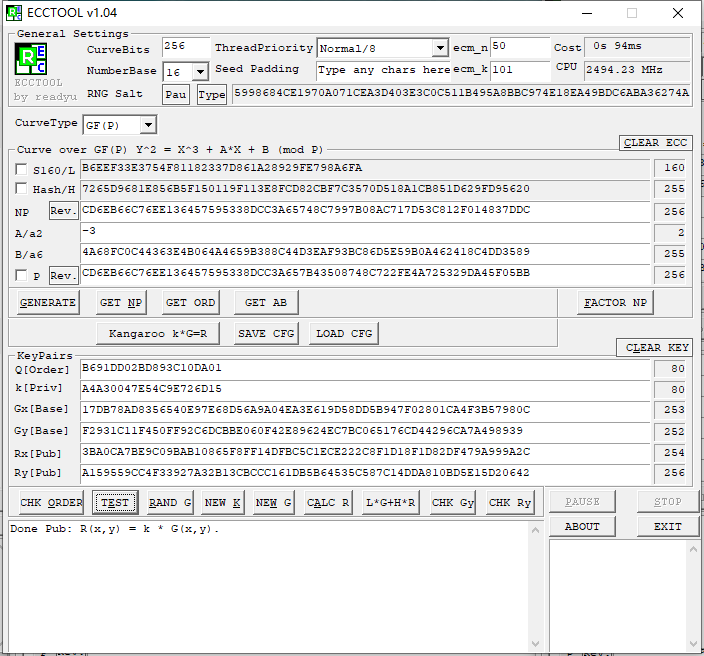 ECCTOOL v1.04
General Settings
CurveBits 256 ThreadPriority Normal/8 ecm_n 50 Cost 0s 94ms
NumberBase 16 Seed Padding Type any chars here ecm_k 101 CPU 2494.23 MHz
ECCTOOL
by readyu
RNG Salt Pau Type 5998684CE1970A071CEA3D403E3C0C511B495A8BBC974E18EA49BDC6ABA36274A
CurveType GF(P)
Curve over GF(P) Y^2 = X^3 + A*X + B (mod P) CLEAR ECC
S160/L B6EEF33E3754F81182337D861A28929FE798A6FA 160
Hash/H 7265D9681E856B5F150119F113E8FCD82CBF7C3570D518A1CB851D629FD95620 255
NP Rev. CD6EB66C76EE136457595338DCC3A65748C7997B08AC717D53C812F014837DDC 256
A/a2 -3 2
B/a6 4A68FC0C44363E4B064A4659B388C44D3EAF93BC86D5E59B0A462418C4DD3589 255
P Rev. CD6EB66C76EE136457595338DCC3A657B43508748C722FE4A725329DA45F05BB 256
GENERATE GET NP GET ORD GET AB FACTOR NP
Kangaroo k*G=R SAVE CFG LOAD CFG
KeyPairs CLEAR KEY
Q[Order] B691DD02BD893C10DA01 80
k[Priv] A4A30047E54C9E726D15 80
Gx[Base] 17DB78AD8356540E97E68D56A9A04EA3E619D58DD5B947F02801CA4F3B57980C 253
Gy[Base] F2931C11F450FF92C6DCBBE060F42E89624EC7BC065176CD44296CA7A498939 252
Rx[Pub] 3BA0CA7BE9C09BAB10865F8FF14DFBC5C1ECE222C8F1D18F1D82DF479A999A2C 254
Ry[Pub] A159559CC4F33927A32B13CBCCC161DB5B64535C587C14DDA810BD5E15D20642 256
CHK ORDER TEST RAND G NEW K NEW G CALC R L*G+H*R CHK Gy CHK Ry PAUSE STOP
ABOUT EXIT
Done Pub: R(x,y) = k * G(x,y).